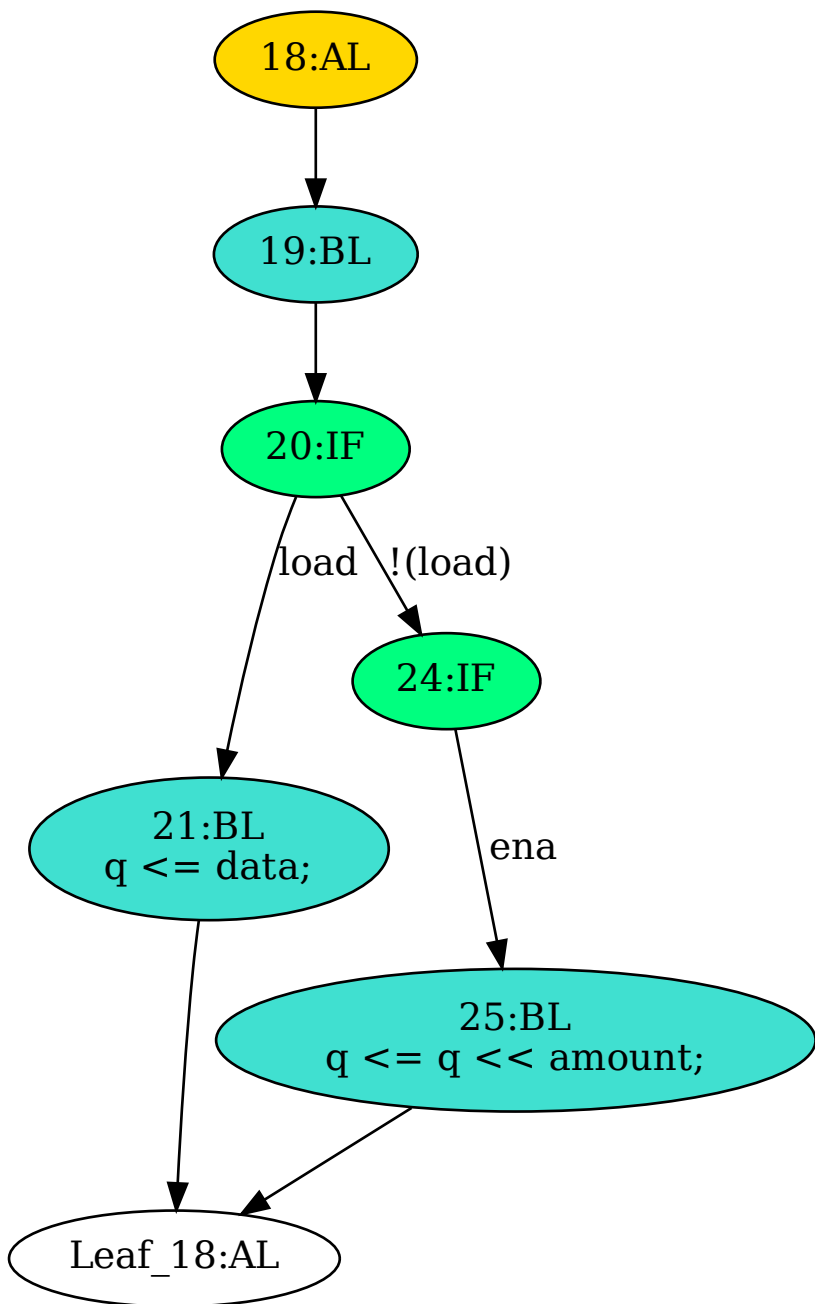 18:AL
19:BL
20:IF
load
!(load)
24:IF
21:BL
q <= data;
ena
25:BL
q <= q << amount;
Leaf_18:AL